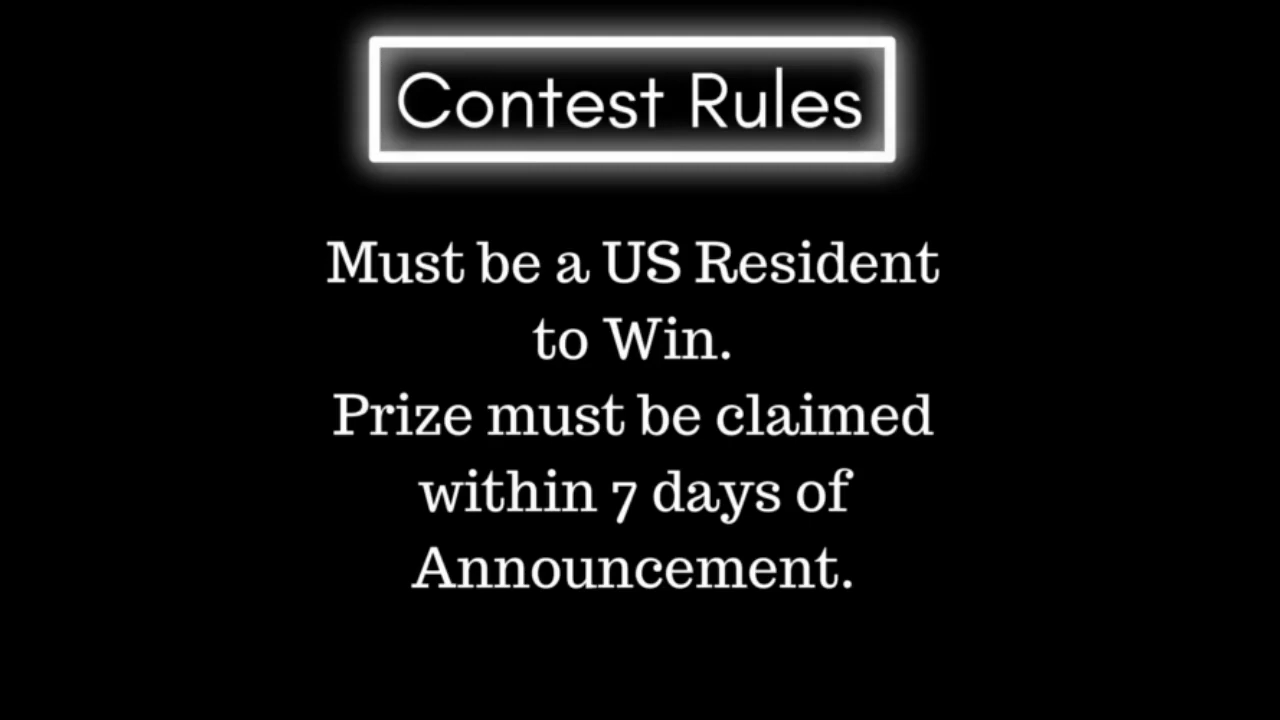 Contest Rules
Must be a US Resident
to Win.
Prize must be claimed
within 7 days of
Announcement.